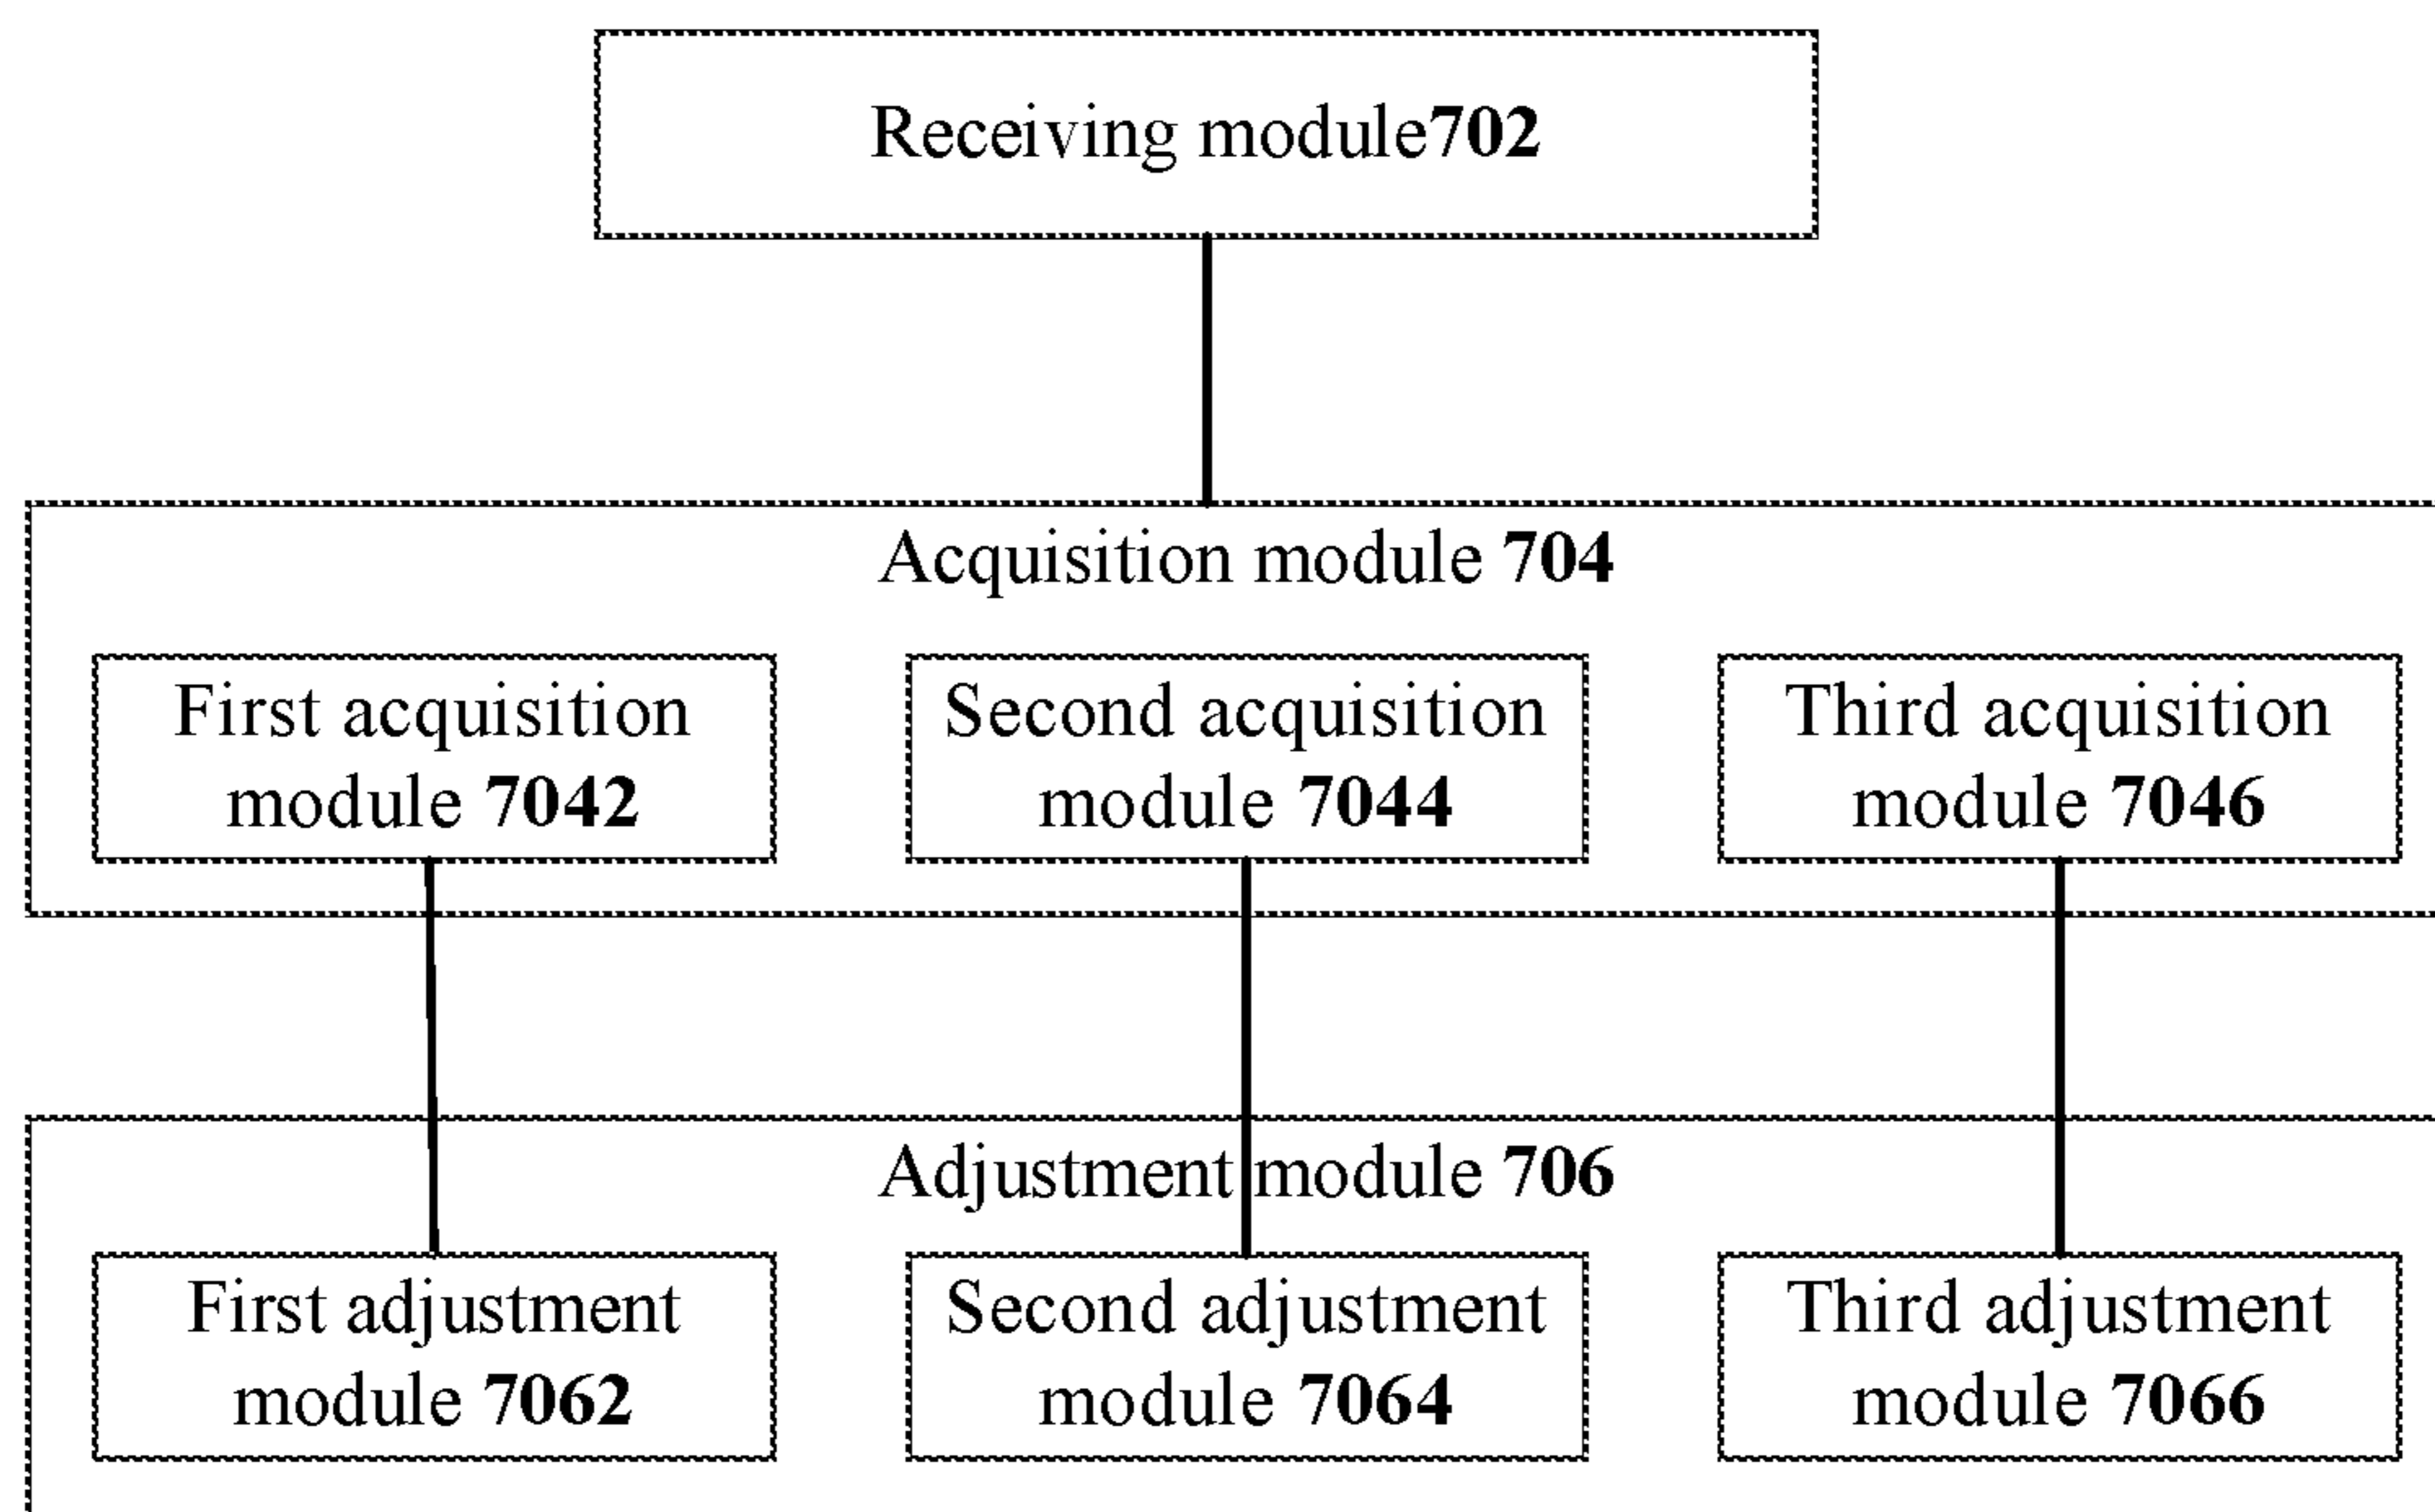 Receiving module702
Acquisition module 704
First acquisition
module 7042
Second acquisition
module 7044
Third acquisition
module 7046
Adjustment module 706
First adjustment
module 7062
Second adjustment
module 7064
Third adjustment
module 7066